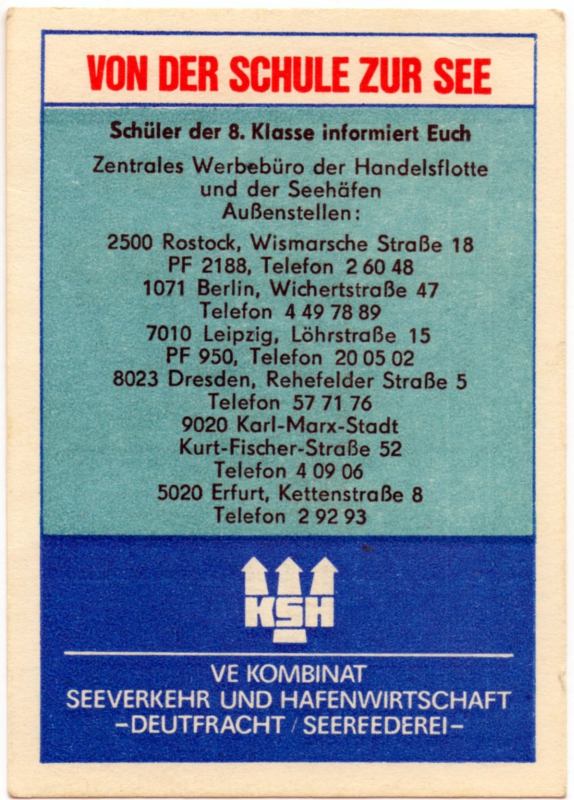 VON DER SCHULE ZUR SEE
Schüler der 8. Klasse informiert Euch
Zentrales Werbebüro der Handelsflotte
und der Seehäfen
Außenstellen:
2500 Rostock, Wismarsche Straße 18
PF 2188, Telefon 2 60 48
1071 Berlin, Wichertstraße 47
Telefon 4 49 78 89
7010 Leipzig, Löhrstraße 15
PF 950, Telefon 20 05 02
8023 Dresden, Rehefelder Straße 5
Telefon 57 71 76
9020 Karl-Marx-Stadt
Kurt-Fischer-Straße 52
Telefon 4 09 06
5020 Erfurt, Kettenstraße 8
Telefon 2 92 93
KSH
VE KOMBINAT
SEEVERKEHR UND HAFENWIRTSCHAFT
–DEUTFRACHT / SEEREEDEREI–